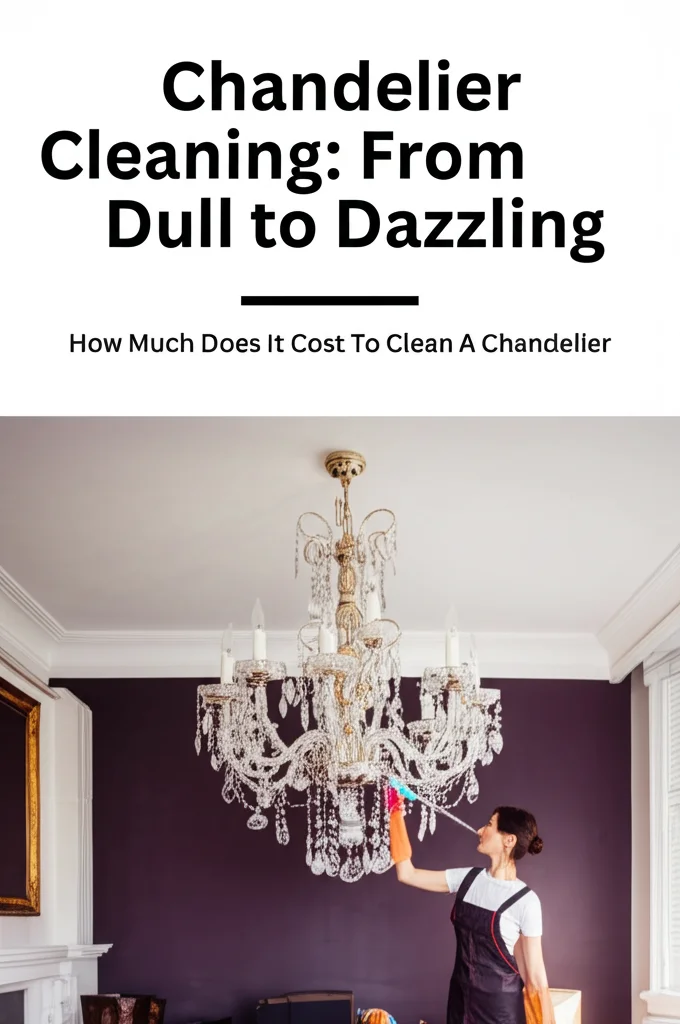 Chandelier
Cleaning: From
Dull to Dazzling
How Much Does It Cost To Clean A Chandelier